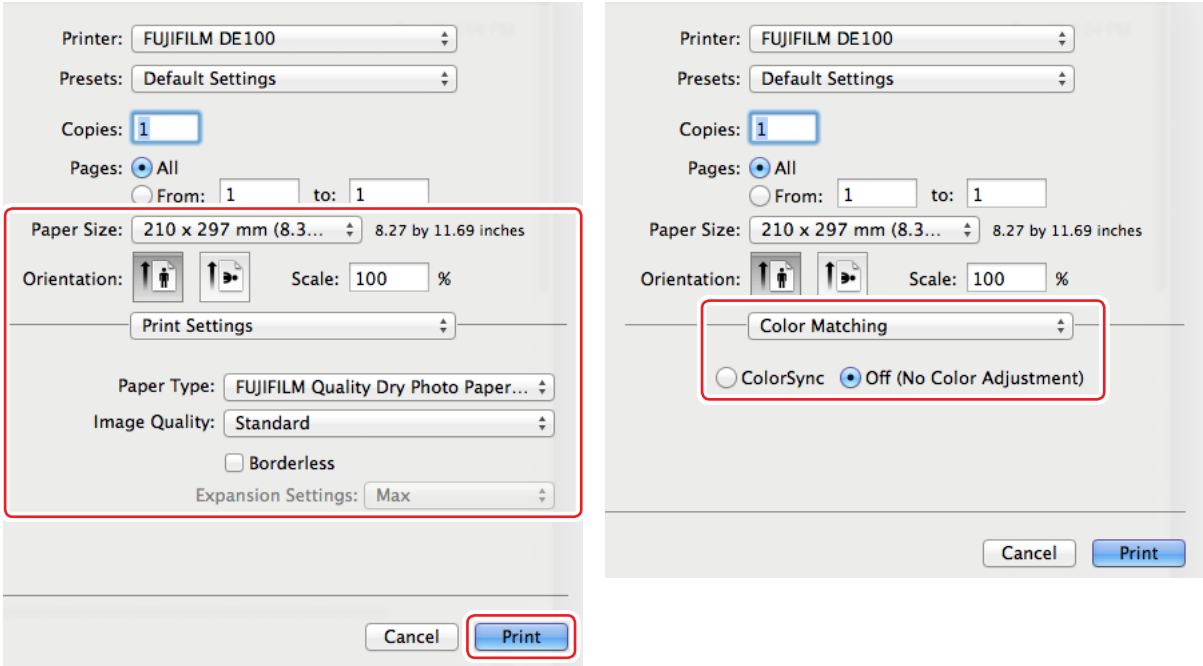 Printer: FUJIFILM DE100
Presets: Default Settings
Copies: 1
Pages: All
From: 1 to: 1
Paper Size: 210 x 297 mm (8.3... 8.27 by 11.69 inches
Orientation: Scale: 100 %
Print Settings
Paper Type: FUJIFILM Quality Dry Photo Paper...
Image Quality: Standard
Borderless
Expansion Settings: Max
Cancel Print
Printer: FUJIFILM DE100
Presets: Default Settings
Copies: 1
Pages: All
From: 1 to: 1
Paper Size: 210 x 297 mm (8.3... 8.27 by 11.69 inches
Orientation: Scale: 100 %
Color Matching
ColorSync Off (No Color Adjustment)
Cancel Print